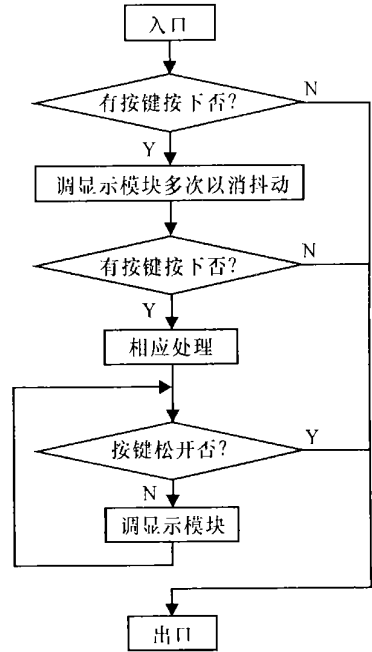 入口
有按键按下否?
N
Y
调显示模块多次以消抖动
有按键按下否?
N
Y
相应处理
按键松开否?
Y
N
调显示模块
出口